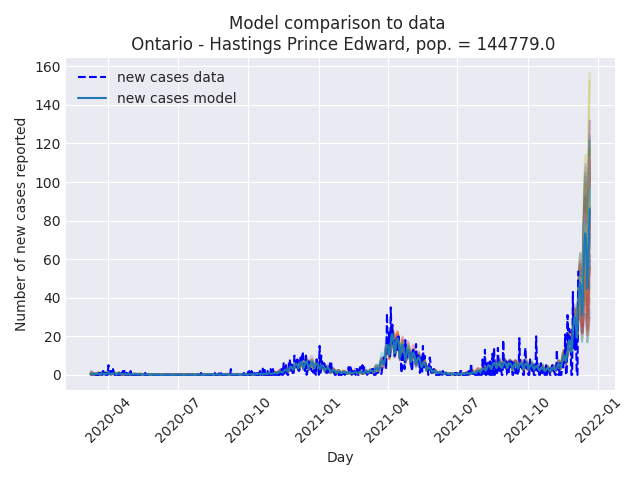 Model comparison to data
Ontario - Hastings Prince Edward, pop. = 144779.0
new cases data
new cases model
Number of new cases reported
160
140
120
100
80
60
40
20
0
2020-04
2020-07
2020-10
2021-01
2021-04
2021-07
2021-10
2022-01
Day